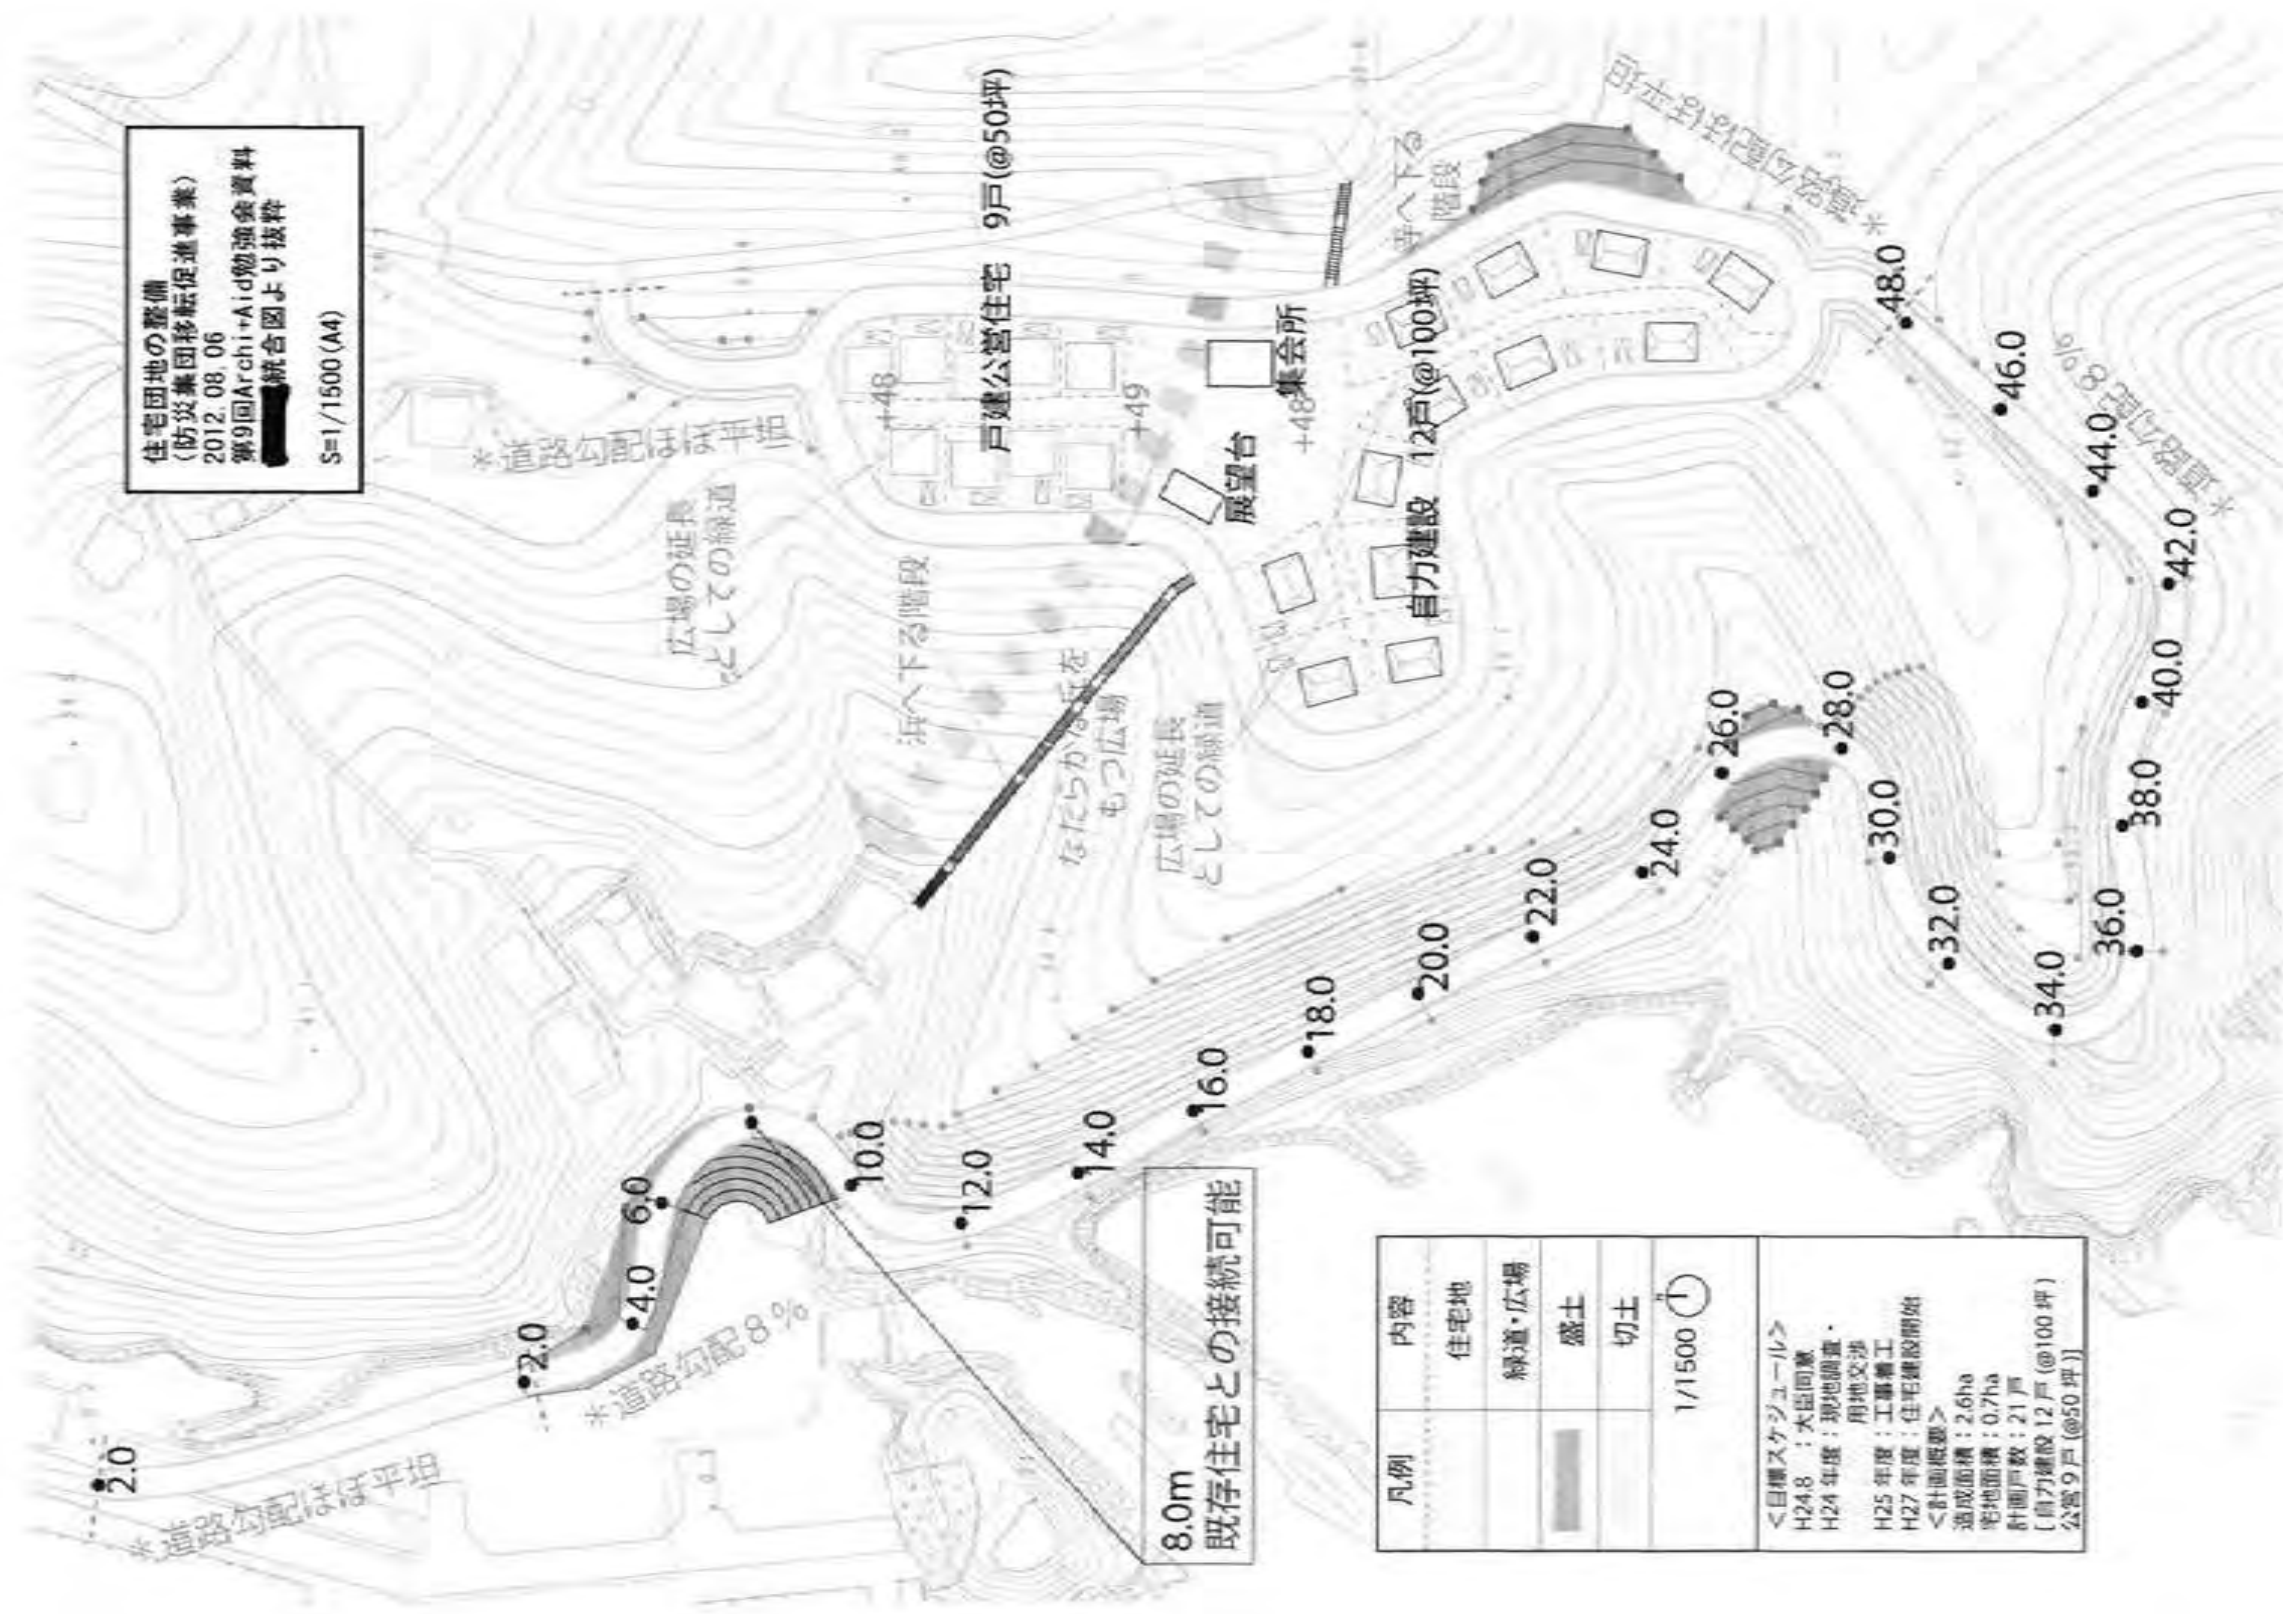 住宅団地の整備
(防災集団移転促進事業)
2012.08.06
第9回Archi+Aid勉強会資料
統合図より抜粋
S=1/1500(A4)
戸建公営住宅 9戸(@50坪)
+48
+49
+48
*道路勾配ほぼ平坦
広場の延長
としての緑道
浜へ下る階段
なだらかな丘を
もつ広場
広場の延長
としての緑道
展望台
集会所
自力建設 12戸(@100坪)
寺へ下る
階段
*道路勾配ほぼ平坦
48.0
46.0
44.0
42.0
*道路勾配8%
40.0
38.0
36.0
34.0
32.0
30.0
28.0
26.0
24.0
22.0
20.0
18.0
16.0
14.0
12.0
10.0
6.0
4.0
2.0
*道路勾配8%
2.0
*道路勾配ほぼ平坦
8.0m
既存住宅との接続可能
凡例 内容
住宅地
緑道・広場
盛土
切土
1/1500 N
<目標スケジュール>
H24.8 :大臣同意
H24 年度:現地調査・
用地交渉
H25 年度:工事着工
H27 年度:住宅建設開始
<計画概要>
造成面積:2.6ha
宅地面積:0.7ha
計画戸数:21戸
[自力建設12戸(@100坪)
公営9戸(@50坪)]